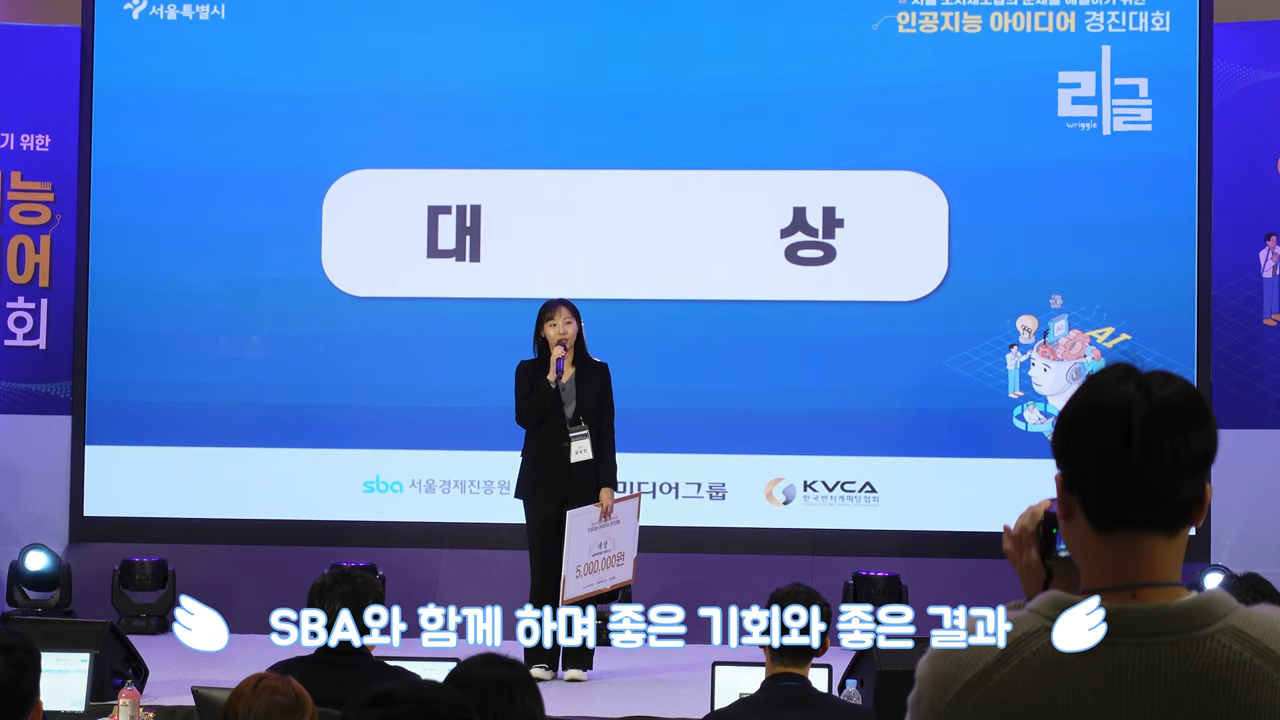 서울특별시
인공지능 아이디어 경진대회
리글
wriggle
기 위한
능
어
회
대 상
AI
sba 서울경제진흥원
미디어그룹
KVCA
한국벤처캐피탈협회
대상
5,000,000원
SBA와 함께 하며 좋은 기회와 좋은 결과